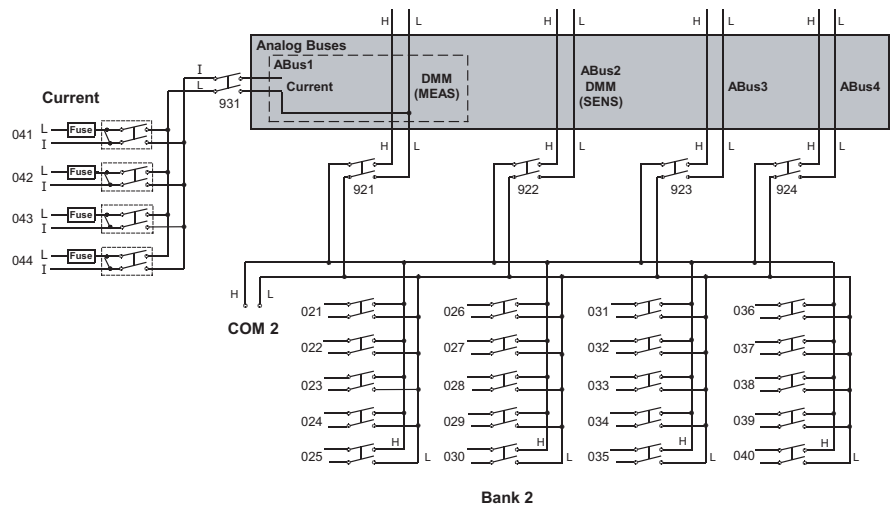 H L H L H L H L
Analog Buses
ABus1
Current
DMM
(MEAS)
ABus2
DMM
(SENS)
ABus3
ABus4
I
L
931
Current
041 L Fuse
I
042 L Fuse
I
043 L Fuse
I
044 L Fuse
I
H L H L H L H L
921 922 923 924
H L
COM 2
021 026 031 036
022 027 032 037
023 028 033 038
024 029 034 039
H H H H
025 030 035 040
L L L L
Bank 2